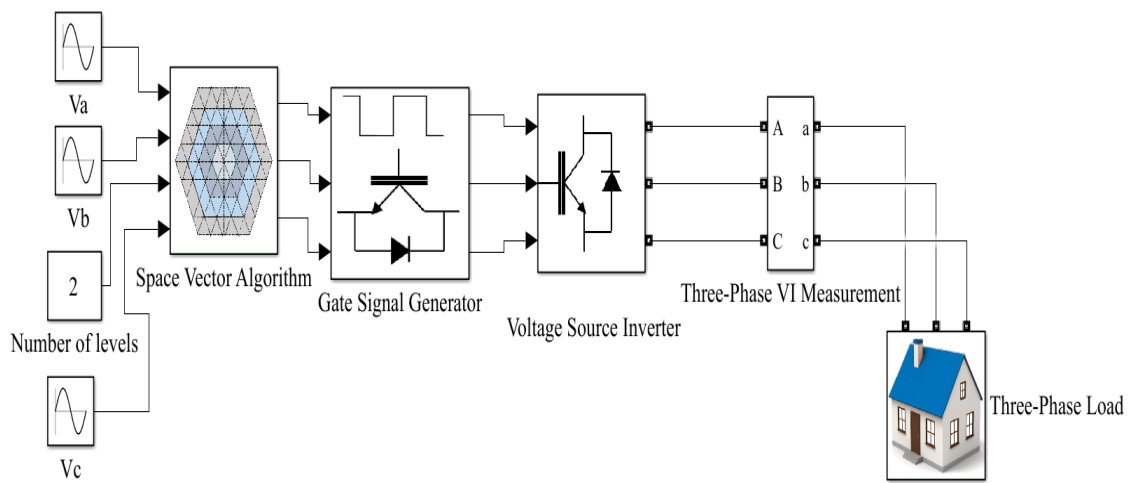 Va
Vb
2
Number of levels
Vc
Space Vector Algorithm
Gate Signal Generator
Voltage Source Inverter
A a
B b
C c
Three-Phase VI Measurement
Three-Phase Load